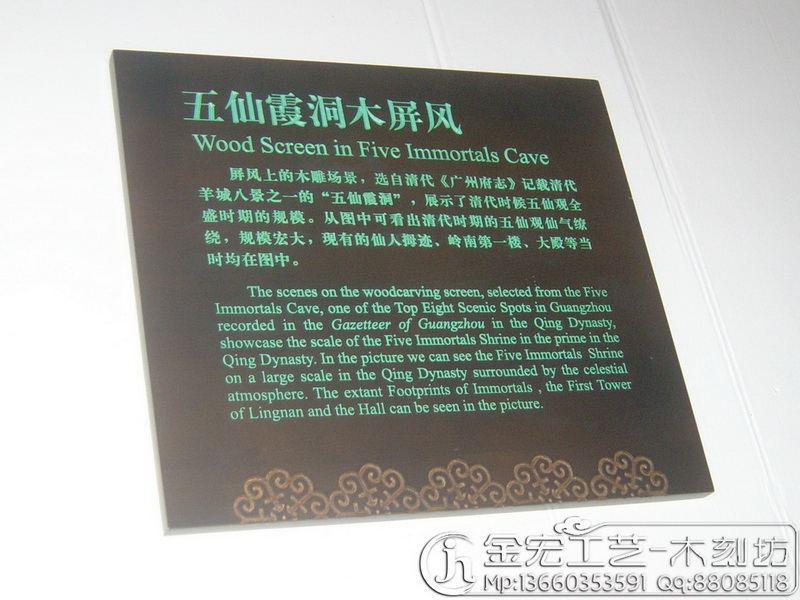 五仙霞洞木屏风
Wood Screen in Five Immortals Cave
屏风上的木雕场景，选自清代《广州府志》记载清代
羊城八景之一的“五仙霞洞”，展示了清代时候五仙观全
盛时期的规模。从图中可看出清代时期的五仙观仙气缭
绕，规模宏大，现有的仙人拇迹、岭南第一楼、大殿等当
时均在图中。
The scenes on the woodcarving screen, selected from the Five
Immortals Cave, one of the Top Eight Scenic Spots in Guangzhou
recorded in the Gazetteer of Guangzhou in the Qing Dynasty,
showcase the scale of the Five Immortals Shrine in the prime in the
Qing Dynasty. In the picture we can see the Five Immortals Shrine
on a large scale in the Qing Dynasty surrounded by the celestial
atmosphere. The extant Footprints of Immortals , the First Tower
of Lingnan and the Hall can be seen in the picture.
金宏工艺-木刻坊
Mp:13660353591 QQ:88085118